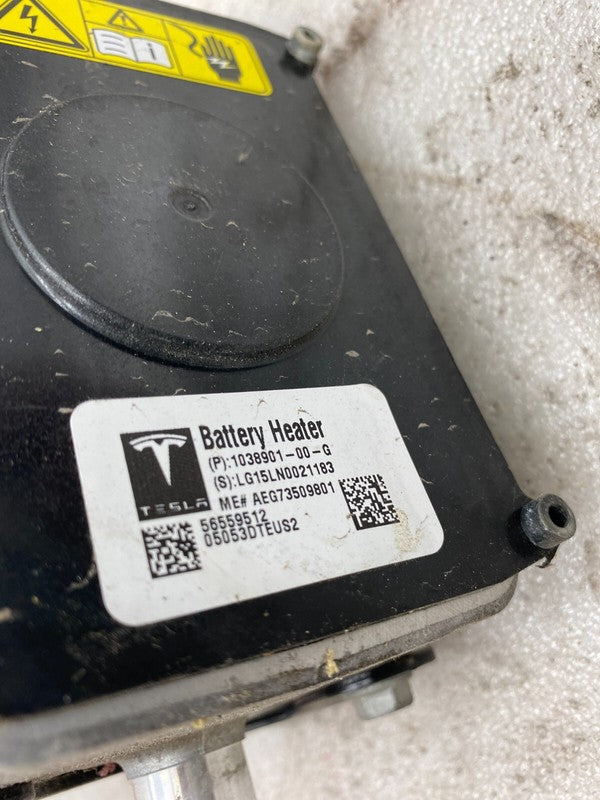 TESLA
Battery Heater
(P):1038901-00-G
(S):LG15LN0021183
ME# AEG73509801
56559512
05053DTEUS2